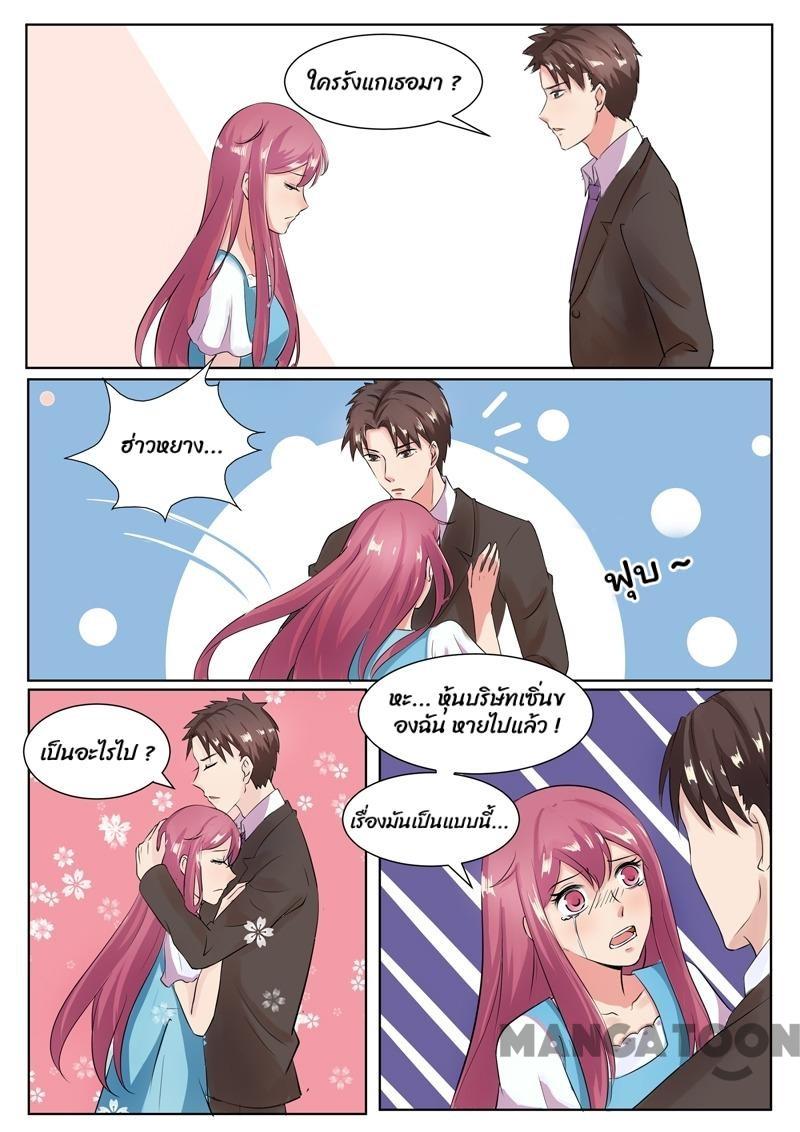 ใครรังแกเธอมา ?
ฮ่าวหยาง...
ฟุบ ~
เป็นอะไรไป ?
หะ... หุ้นบริษัทเซิ่นข
องฉัน หายไปแล้ว !
เรื่องมันเป็นแบบนี้...
MANGATOON